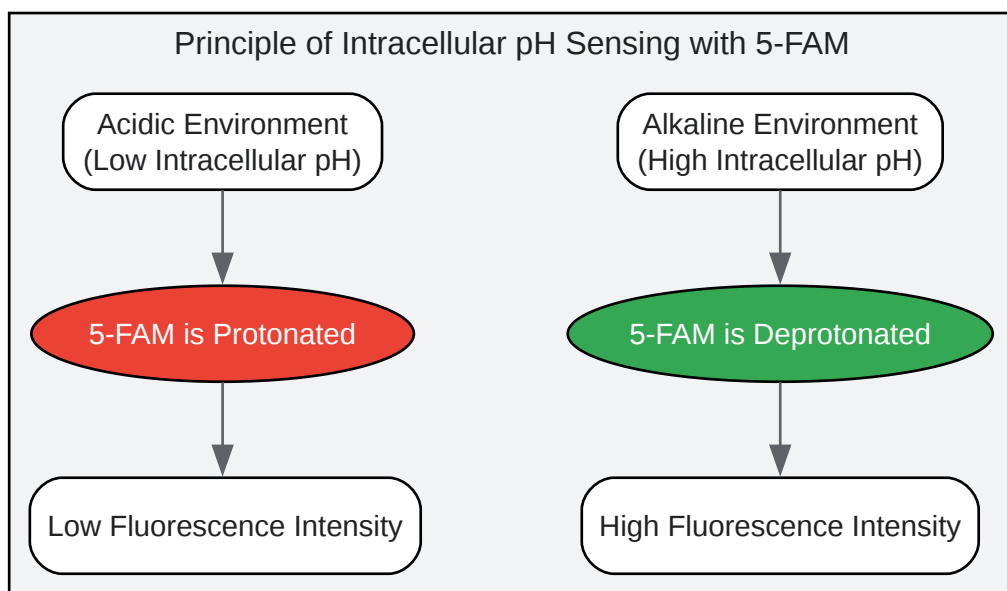 Principle of Intracellular pH Sensing with 5-FAM
Acidic Environment
(Low Intracellular pH)
Alkaline Environment
(High Intracellular pH)
5-FAM is Protonated
5-FAM is Deprotonated
Low Fluorescence Intensity
High Fluorescence Intensity